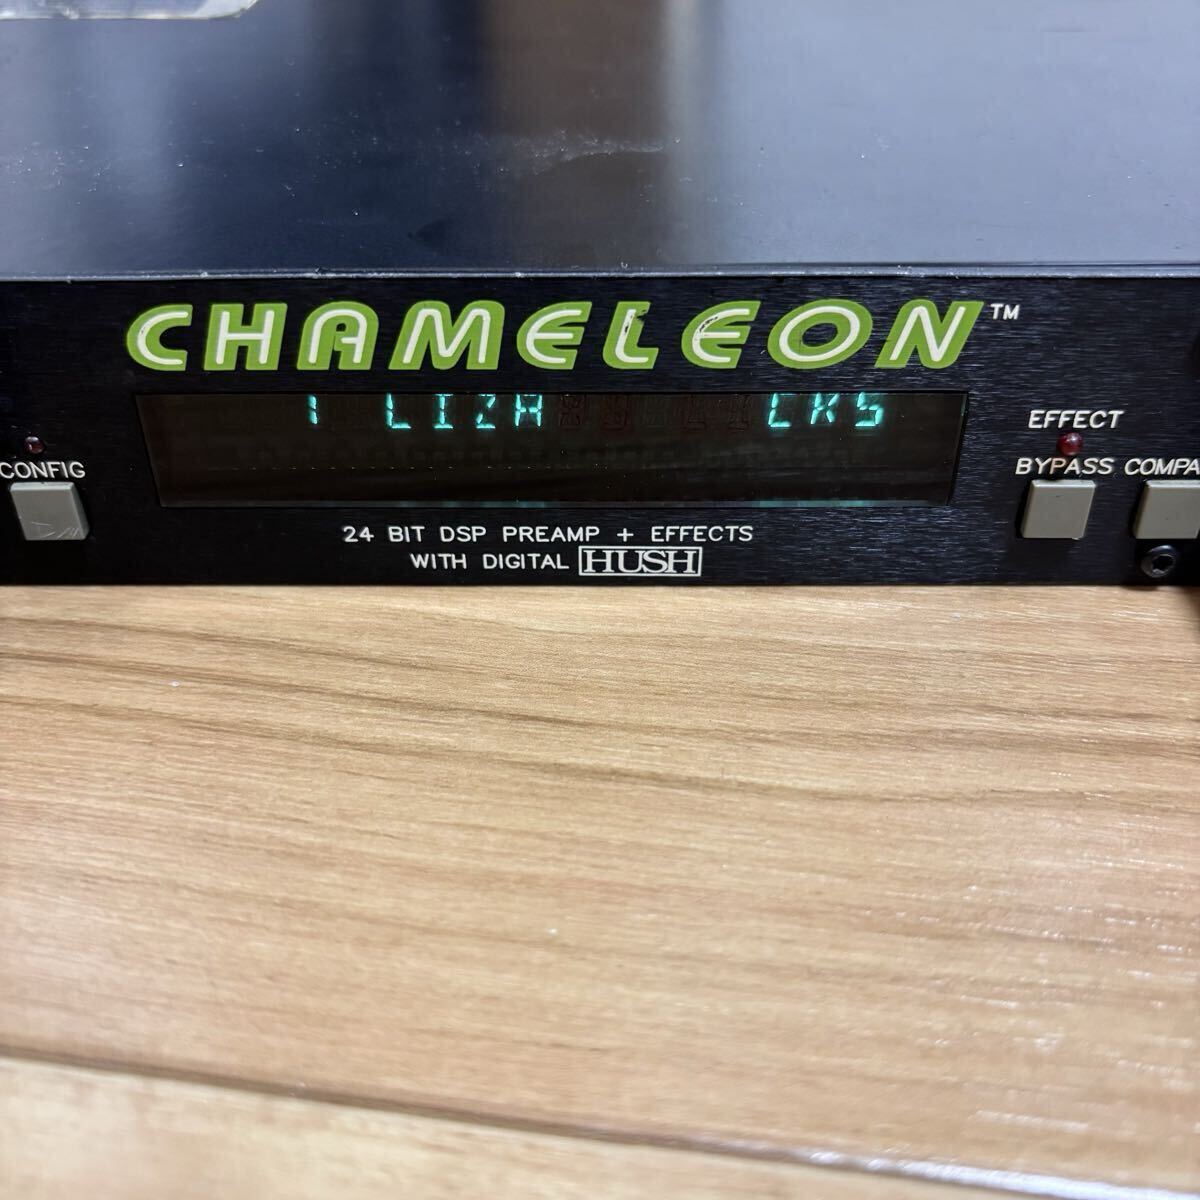 CHAMELEON™
1 LIZA CKS
CONFIG
EFFECT
BYPASS COMPA
24 BIT DSP PREAMP + EFFECTS
WITH DIGITAL HUSH